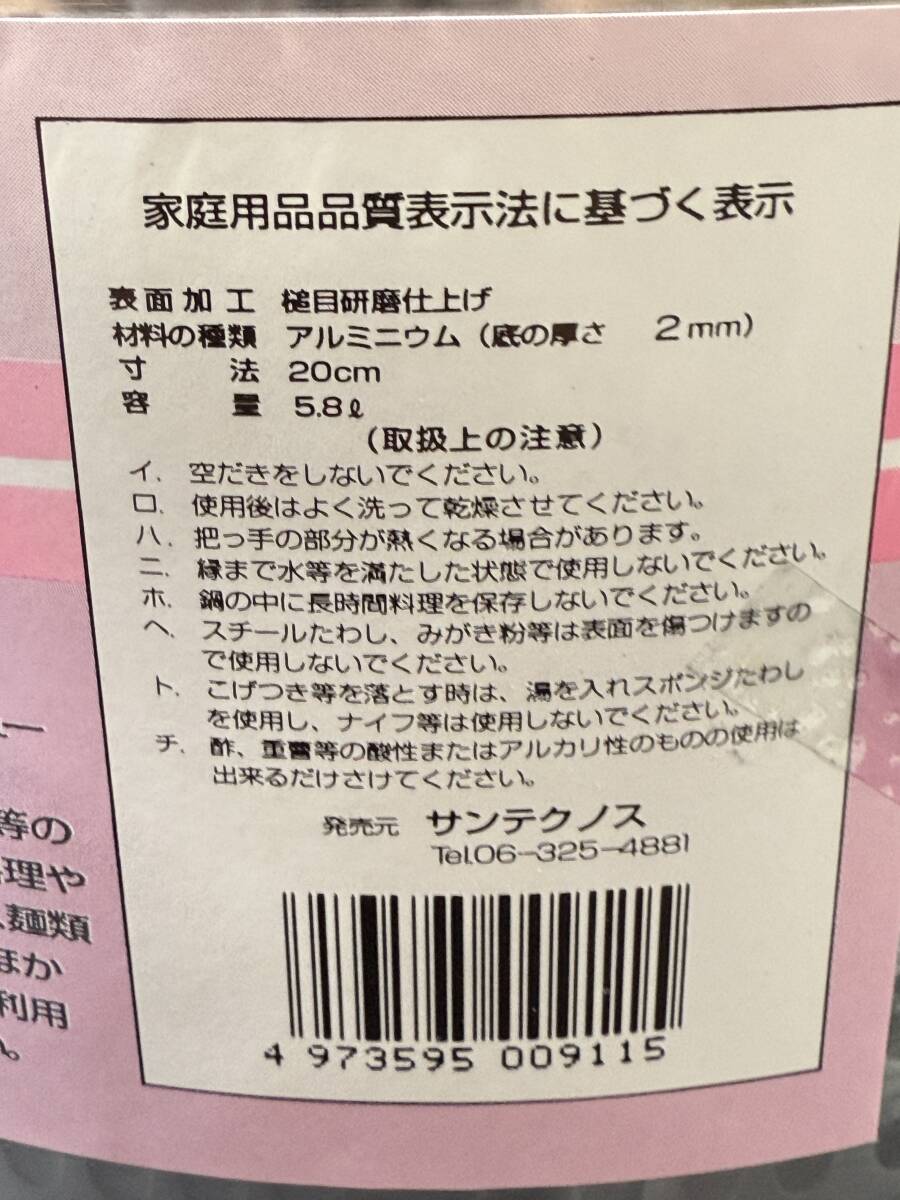 家庭用品品質表示法に基づく表示
表面加工 槌目研磨仕上げ
材料の種類 アルミニウム（底の厚さ 2mm）
寸法 20cm
容量 5.8ℓ
（取扱上の注意）
イ. 空だきをしないでください。
ロ. 使用後はよく洗って乾燥させてください。
ハ. 把っ手の部分が熱くなる場合があります。
ニ. 縁まで水等を満たした状態で使用しないでください。
ホ. 鍋の中に長時間料理を保存しないでください。
ヘ. スチールたわし、みがき粉等は表面を傷つけますの
で使用しないでください。
ト. こげつき等を落とす時は、湯を入れスポンジたわし
を使用し、ナイフ等は使用しないでください。
チ. 酢、重曹等の酸性またはアルカリ性のものの使用は
出来るだけさけてください。
発売元 サンテクノス
Tel.06-325-4881
4 973595 009115
等の
理や
麺類
ほか
利用